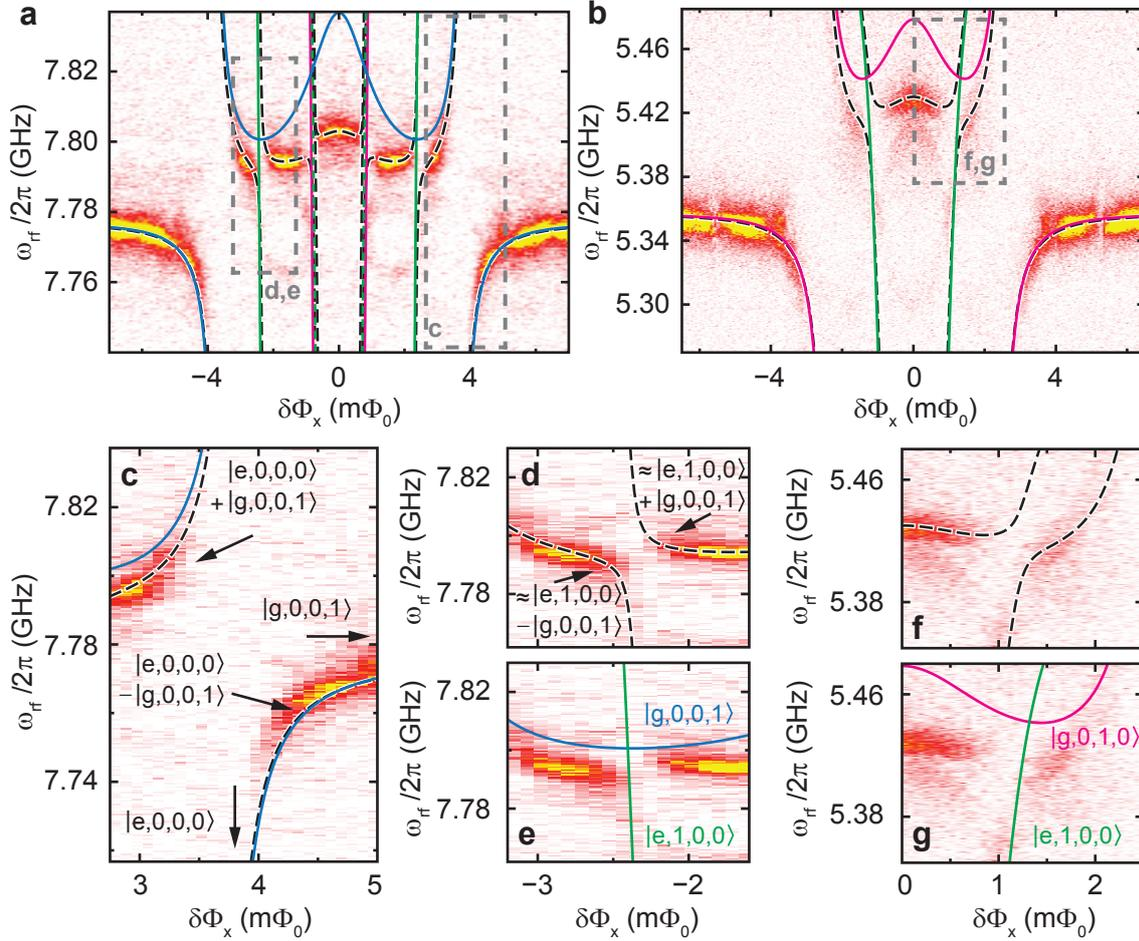 a
7.82
7.80
7.78
7.76
ω_rf /2π (GHz)
−4 0 4
δΦ_x (mΦ_0)
d,e
c
b
5.46
5.42
5.38
5.34
5.30
ω_rf /2π (GHz)
−4 0 4
δΦ_x (mΦ_0)
f,g
c
7.82
7.78
7.74
ω_rf /2π (GHz)
|e,0,0,0⟩
+|g,0,0,1⟩
|g,0,0,1⟩
|e,0,0,0⟩
−|g,0,0,1⟩
|e,0,0,0⟩
3 4 5
δΦ_x (mΦ_0)
d
7.82
7.78
ω_rf /2π (GHz)
≈|e,1,0,0⟩
+|g,0,0,1⟩
≈|e,1,0,0⟩
−|g,0,0,1⟩
7.82
7.78
ω_rf /2π (GHz)
|g,0,0,1⟩
|e,1,0,0⟩
e
−3 −2
δΦ_x (mΦ_0)
5.46
5.38
ω_rf /2π (GHz)
f
5.46
5.38
ω_rf /2π (GHz)
|g,0,1,0⟩
|e,1,0,0⟩
g
0 1 2
δΦ_x (mΦ_0)